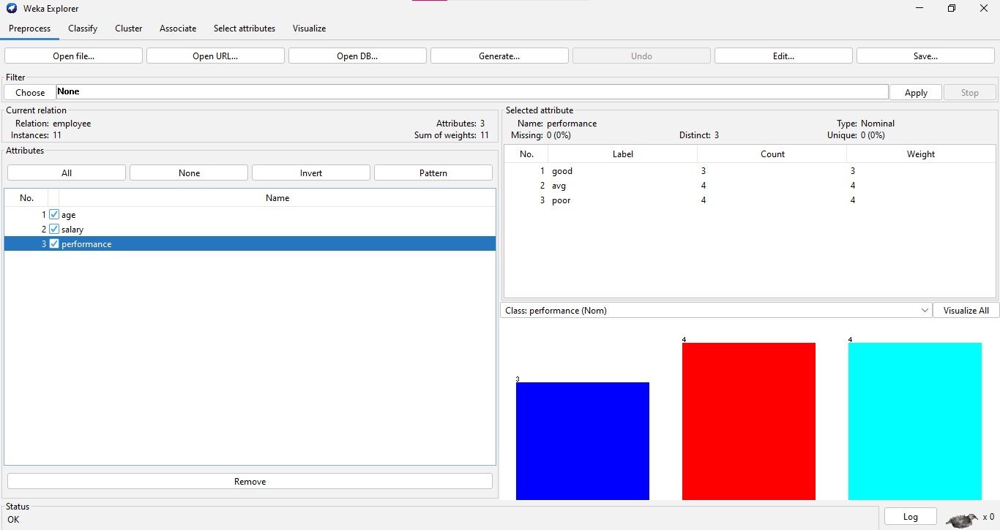 Weka Explorer
Preprocess Classify Cluster Associate Select attributes Visualize
Open file... Open URL... Open DB... Generate... Undo Edit... Save...
Filter
Choose None Apply Stop
Current relation
Relation: employee Attributes: 3
Instances: 11 Sum of weights: 11
Attributes
All None Invert Pattern
No. Name
1 age
2 salary
3 performance
Remove
Selected attribute
Name: performance Type: Nominal
Missing: 0 (0%) Distinct: 3 Unique: 0 (0%)
No. Label Count Weight
1 good 3 3
2 avg 4 4
3 poor 4 4
Class: performance (Nom) Visualize All
3 4 4
Status
OK
Log x 0